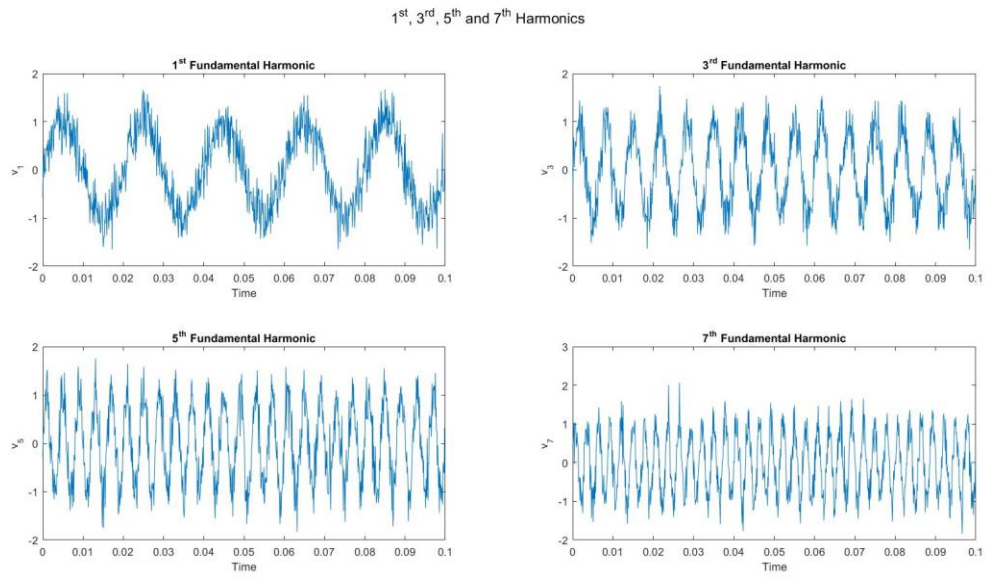 1st, 3rd, 5th and 7th Harmonics
1st Fundamental Harmonic
2
1
0
-1
-2
v1
0 0.01 0.02 0.03 0.04 0.05 0.06 0.07 0.08 0.09 0.1
Time
3rd Fundamental Harmonic
2
1
0
-1
-2
v3
0 0.01 0.02 0.03 0.04 0.05 0.06 0.07 0.08 0.09 0.1
Time
5th Fundamental Harmonic
2
1
0
-1
-2
v5
0 0.01 0.02 0.03 0.04 0.05 0.06 0.07 0.08 0.09 0.1
Time
7th Fundamental Harmonic
3
2
1
0
-1
-2
v7
0 0.01 0.02 0.03 0.04 0.05 0.06 0.07 0.08 0.09 0.1
Time